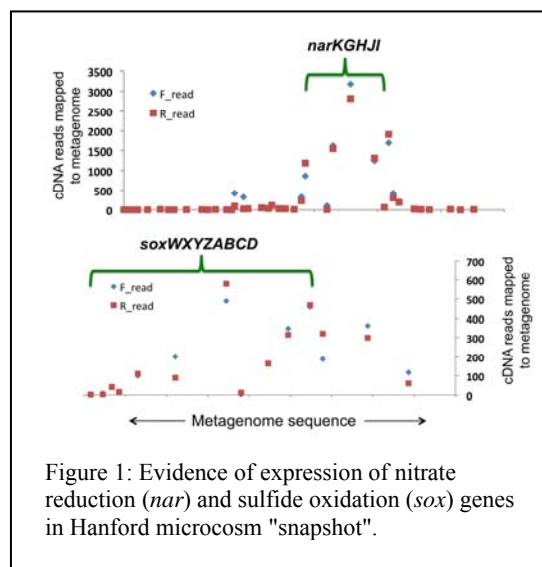 narKGHJI
cDNA reads mapped
to metagenome
3500
3000
2500
2000
1500
1000
500
0
F_read
R_read
soxWXYZABCD
F_read
R_read
700
600
500
400
300
200
100
0
cDNA reads mapped
to metagenome
Metagenome sequence
Figure 1: Evidence of expression of nitrate
reduction (nar) and sulfide oxidation (sox) genes
in Hanford microcosm "snapshot".